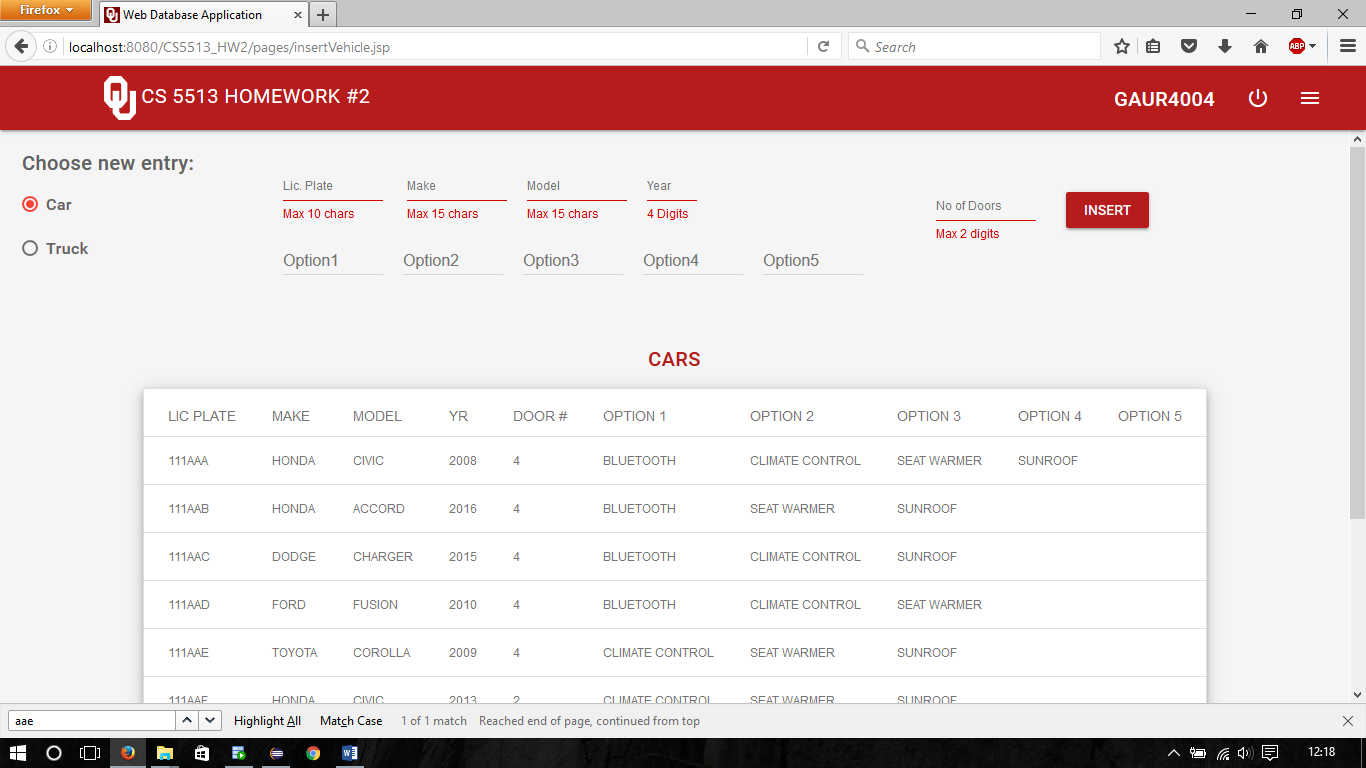 Firefox
Web Database Application
localhost:8080/CS5513_HW2/pages/insertVehicle.jsp
Search
ABP
OU CS 5513 HOMEWORK #2
GAUR4004
Choose new entry:
Car
Truck
Lic. Plate Make Model Year
Max 10 chars Max 15 chars Max 15 chars 4 Digits
No of Doors
Max 2 digits
INSERT
Option1 Option2 Option3 Option4 Option5
CARS
LIC PLATE MAKE MODEL YR DOOR # OPTION 1 OPTION 2 OPTION 3 OPTION 4 OPTION 5
111AAA HONDA CIVIC 2008 4 BLUETOOTH CLIMATE CONTROL SEAT WARMER SUNROOF
111AAB HONDA ACCORD 2016 4 BLUETOOTH SEAT WARMER SUNROOF
111AAC DODGE CHARGER 2015 4 BLUETOOTH CLIMATE CONTROL SUNROOF
111AAD FORD FUSION 2010 4 BLUETOOTH CLIMATE CONTROL SEAT WARMER
111AAE TOYOTA COROLLA 2009 4 CLIMATE CONTROL SEAT WARMER SUNROOF
111AAF HONDA CIVIC 2013 2 CLIMATE CONTROL SEAT WARMER SUNROOF
aae Highlight All Match Case 1 of 1 match Reached end of page, continued from top
12:18